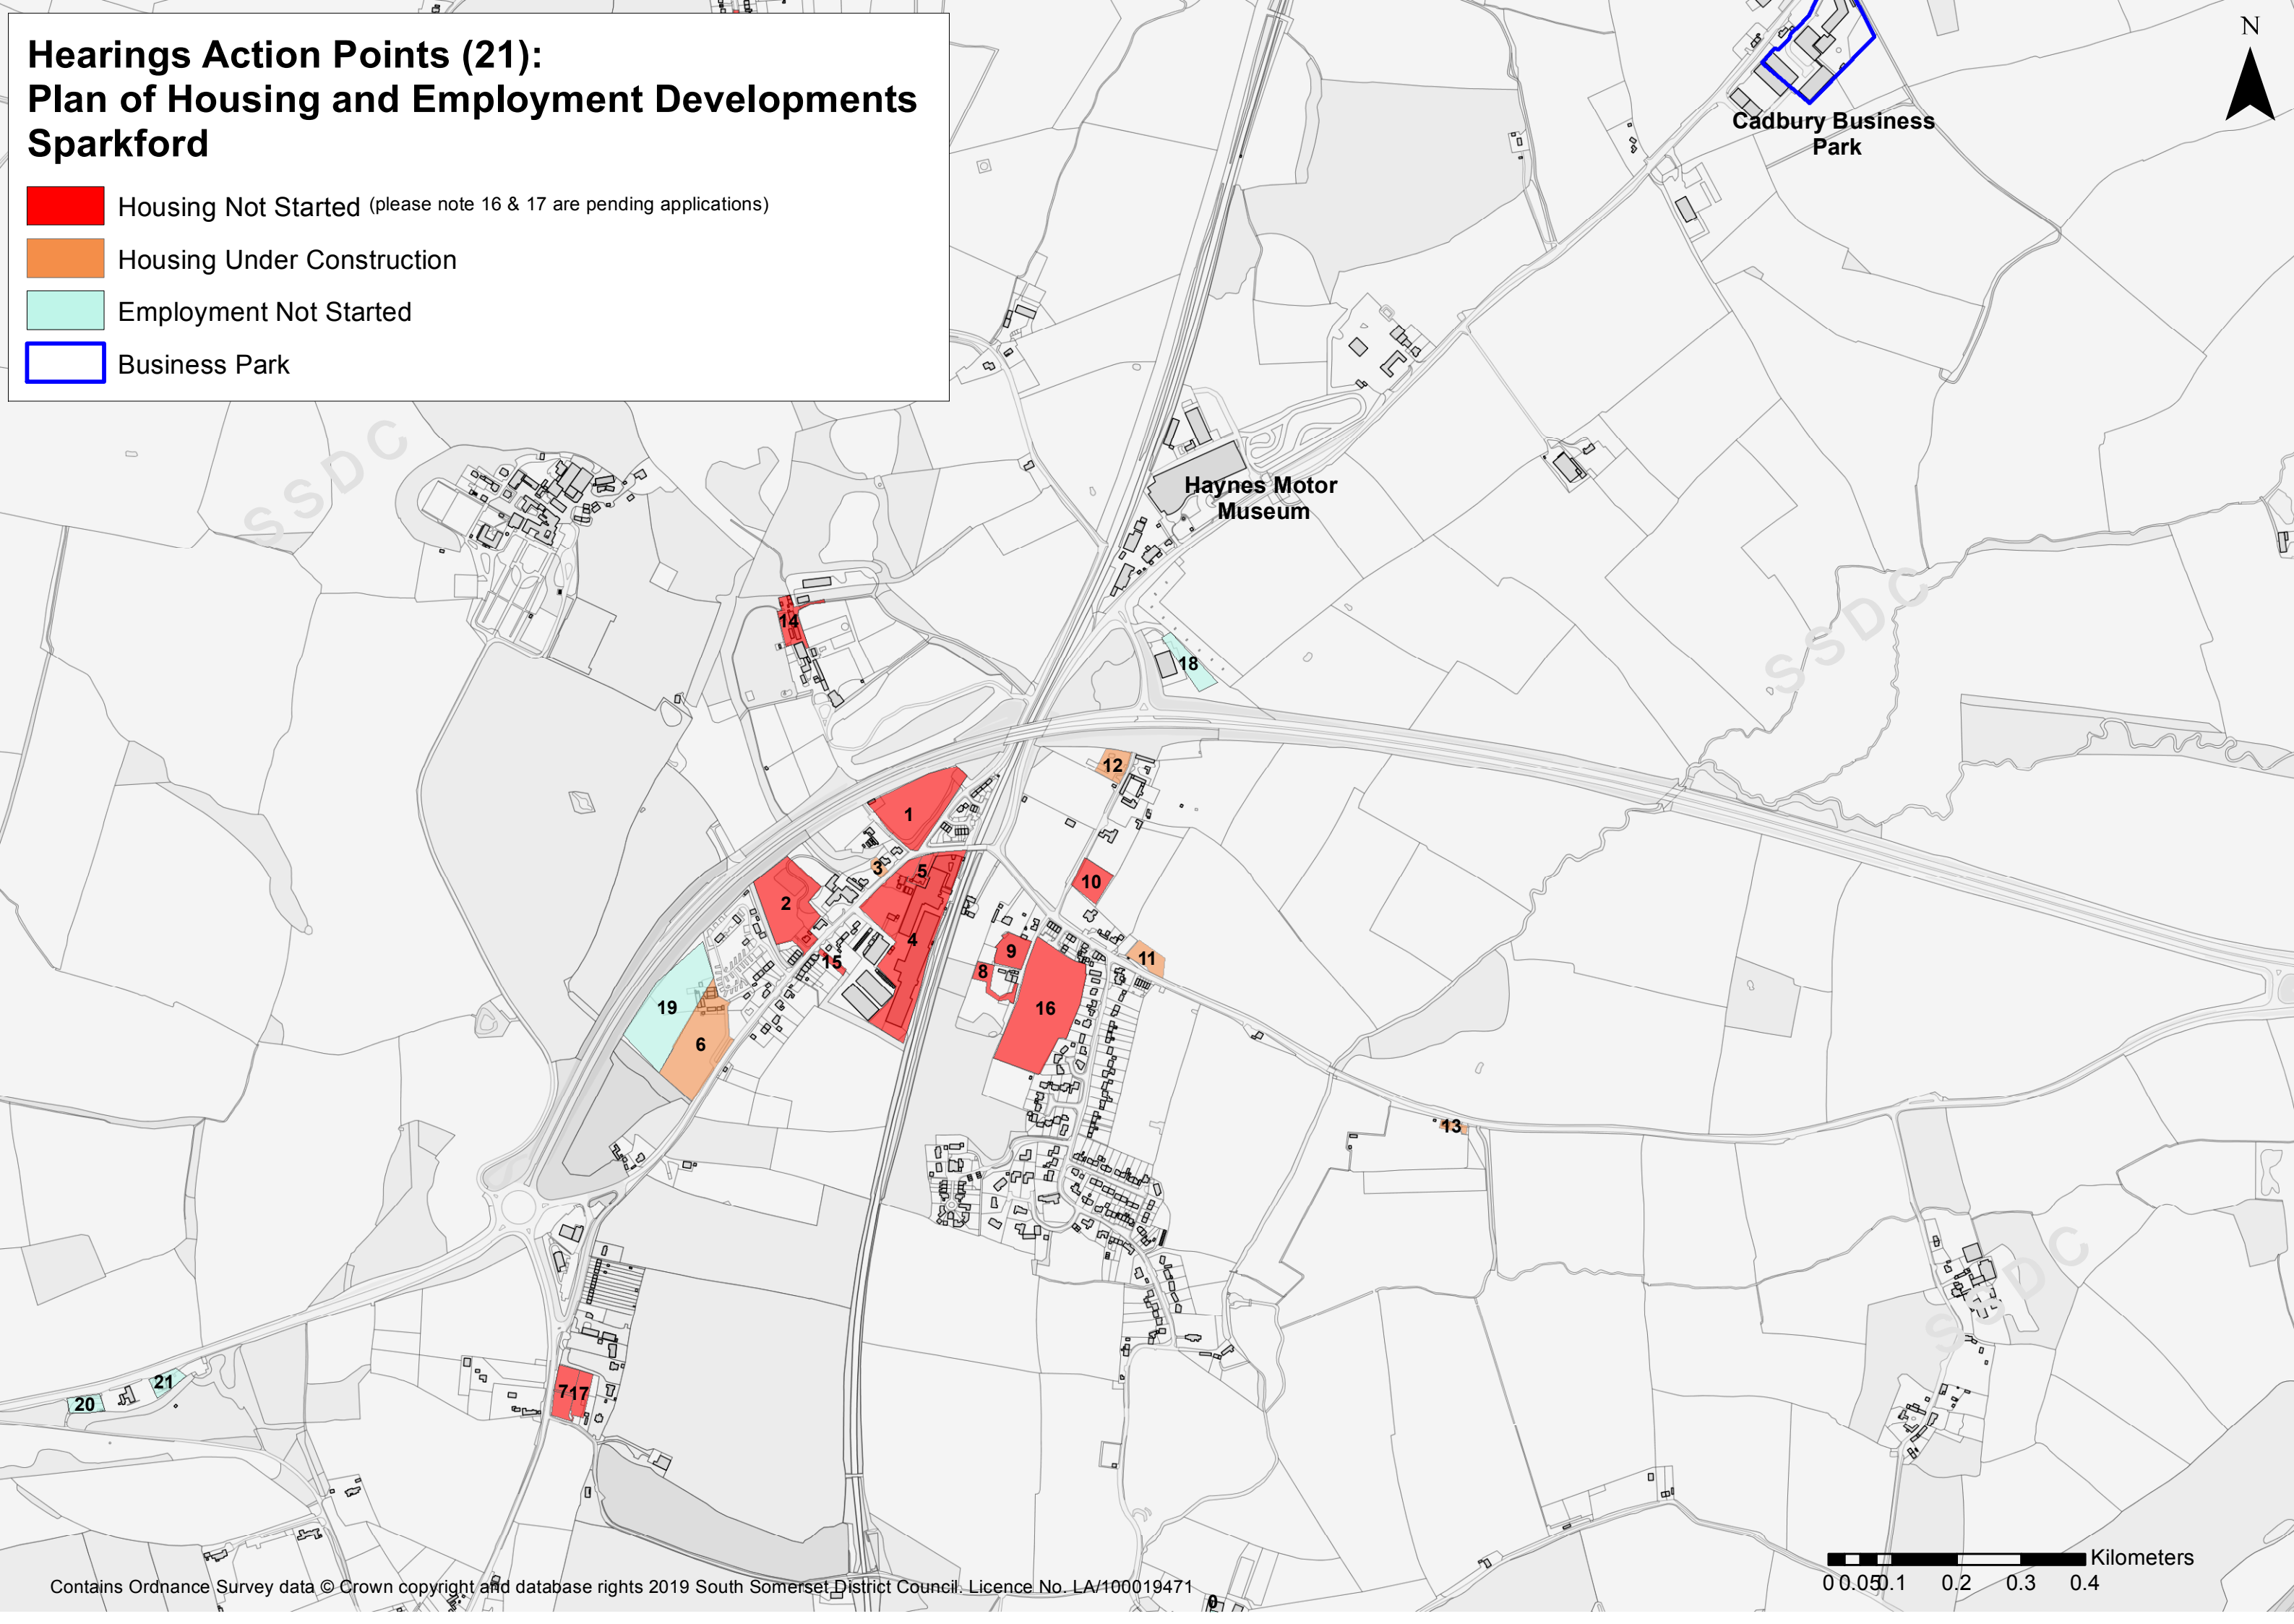 Hearings Action Points (21):
Plan of Housing and Employment Developments
Sparkford
Housing Not Started (please note 16 & 17 are pending applications)
Housing Under Construction
Employment Not Started
Business Park
N
Cadbury Business
Park
SSDC
Haynes Motor
Museum
SSDC
14
18
12
1
3
5
2
10
4
15
9
11
8
19
16
6
13
SSDC
21
7
17
20
Kilometers
0 0.05 0.1 0.2 0.3 0.4
Contains Ordnance Survey data © Crown copyright and database rights 2019 South Somerset District Council. Licence No. LA/100019471
0